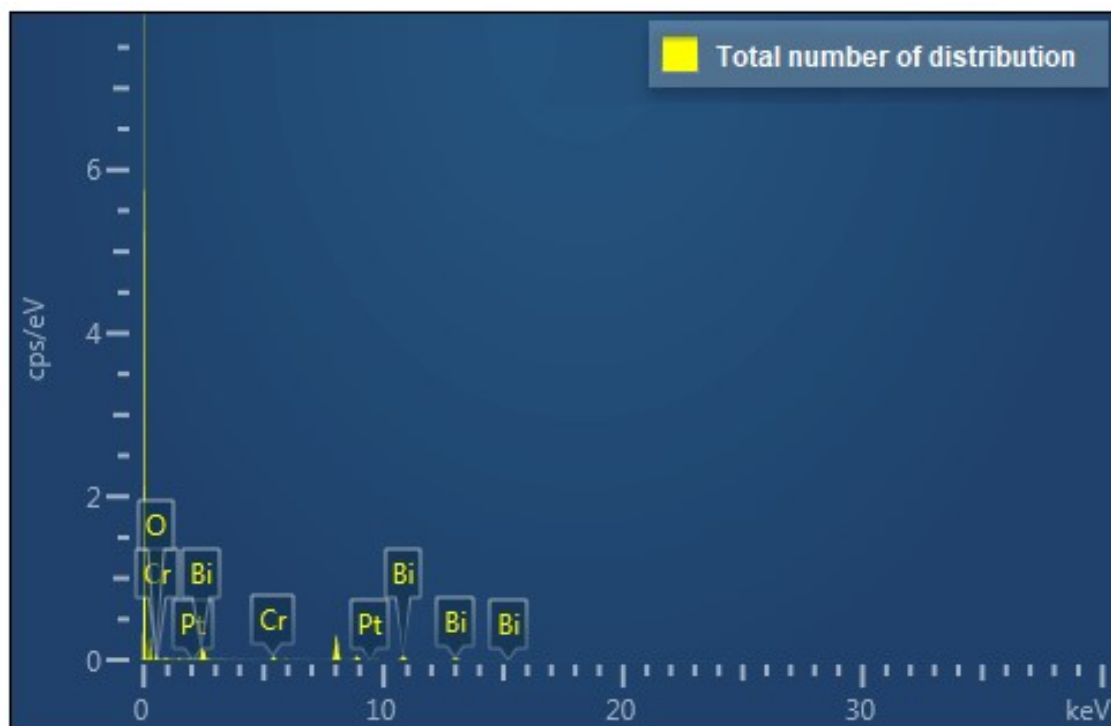 Total number of distribution
6
4
2
0
cps/eV
O
Cr Bi Bi
Pt Cr Pt Bi Bi
0 10 20 30 keV